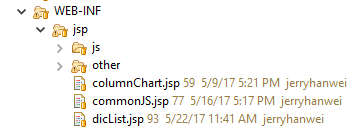 WEB-INF
jsp
js
other
columnChart.jsp 59 5/9/17 5:21 PM jerryhanwei
commonJS.jsp 77 5/16/17 5:17 PM jerryhanwei
dicList.jsp 93 5/22/17 11:41 AM jerryhanwei